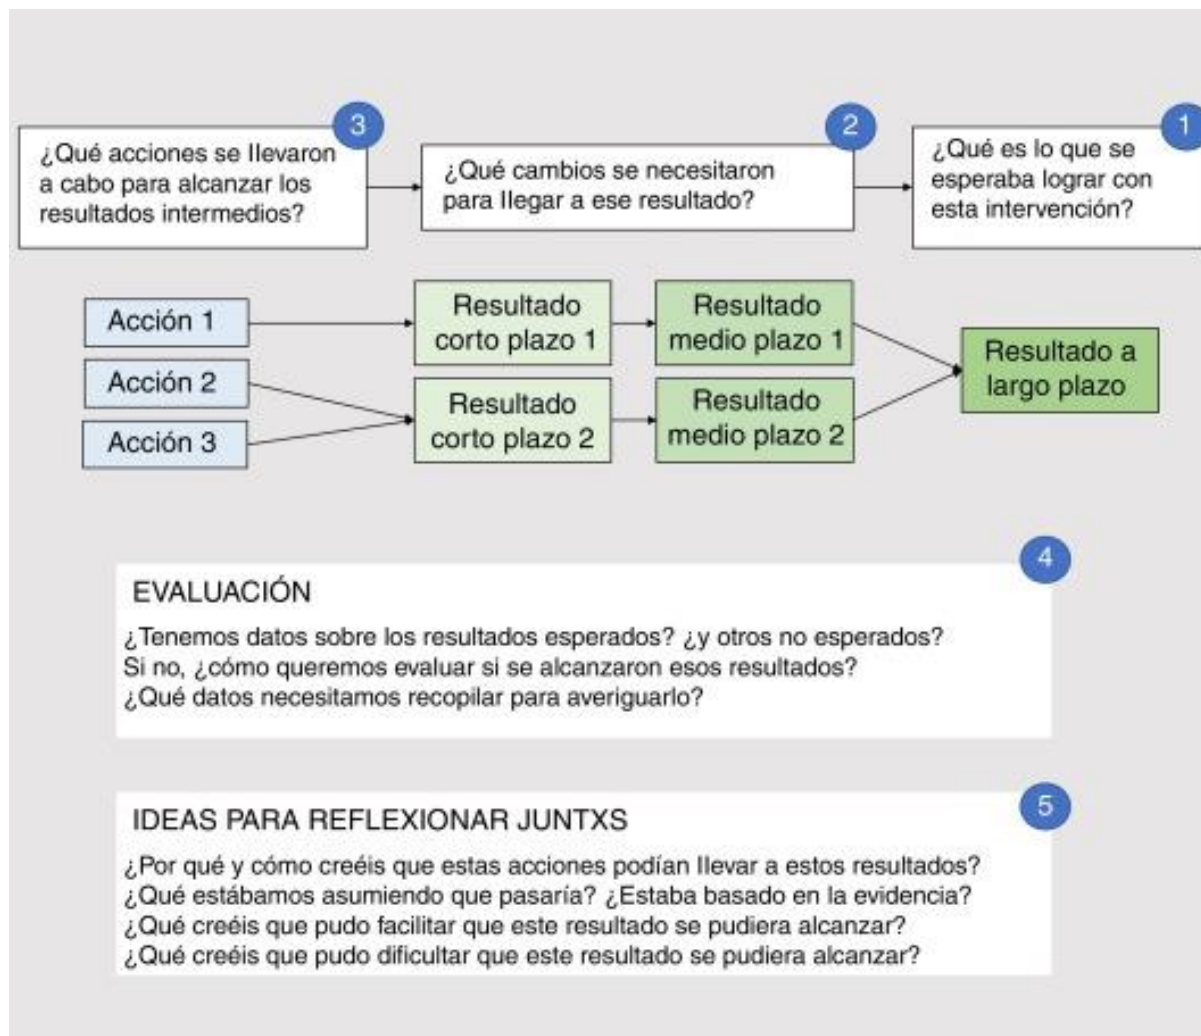 3
¿Qué acciones se llevaron
a cabo para alcanzar los
resultados intermedios?
2
¿Qué cambios se necesitaron
para llegar a ese resultado?
1
¿Qué es lo que se
esperaba lograr con
esta intervención?
Acción 1
Acción 2
Acción 3
Resultado
corto plazo 1
Resultado
corto plazo 2
Resultado
medio plazo 1
Resultado
medio plazo 2
Resultado a
largo plazo
4
EVALUACIÓN
¿Tenemos datos sobre los resultados esperados? ¿y otros no esperados?
Si no, ¿cómo queremos evaluar si se alcanzaron esos resultados?
¿Qué datos necesitamos recopilar para averiguarlo?
5
IDEAS PARA REFLEXIONAR JUNTXS
¿Por qué y cómo creéis que estas acciones podían llevar a estos resultados?
¿Qué estábamos asumiendo que pasaría? ¿Estaba basado en la evidencia?
¿Qué creéis que pudo facilitar que este resultado se pudiera alcanzar?
¿Qué creéis que pudo dificultar que este resultado se pudiera alcanzar?